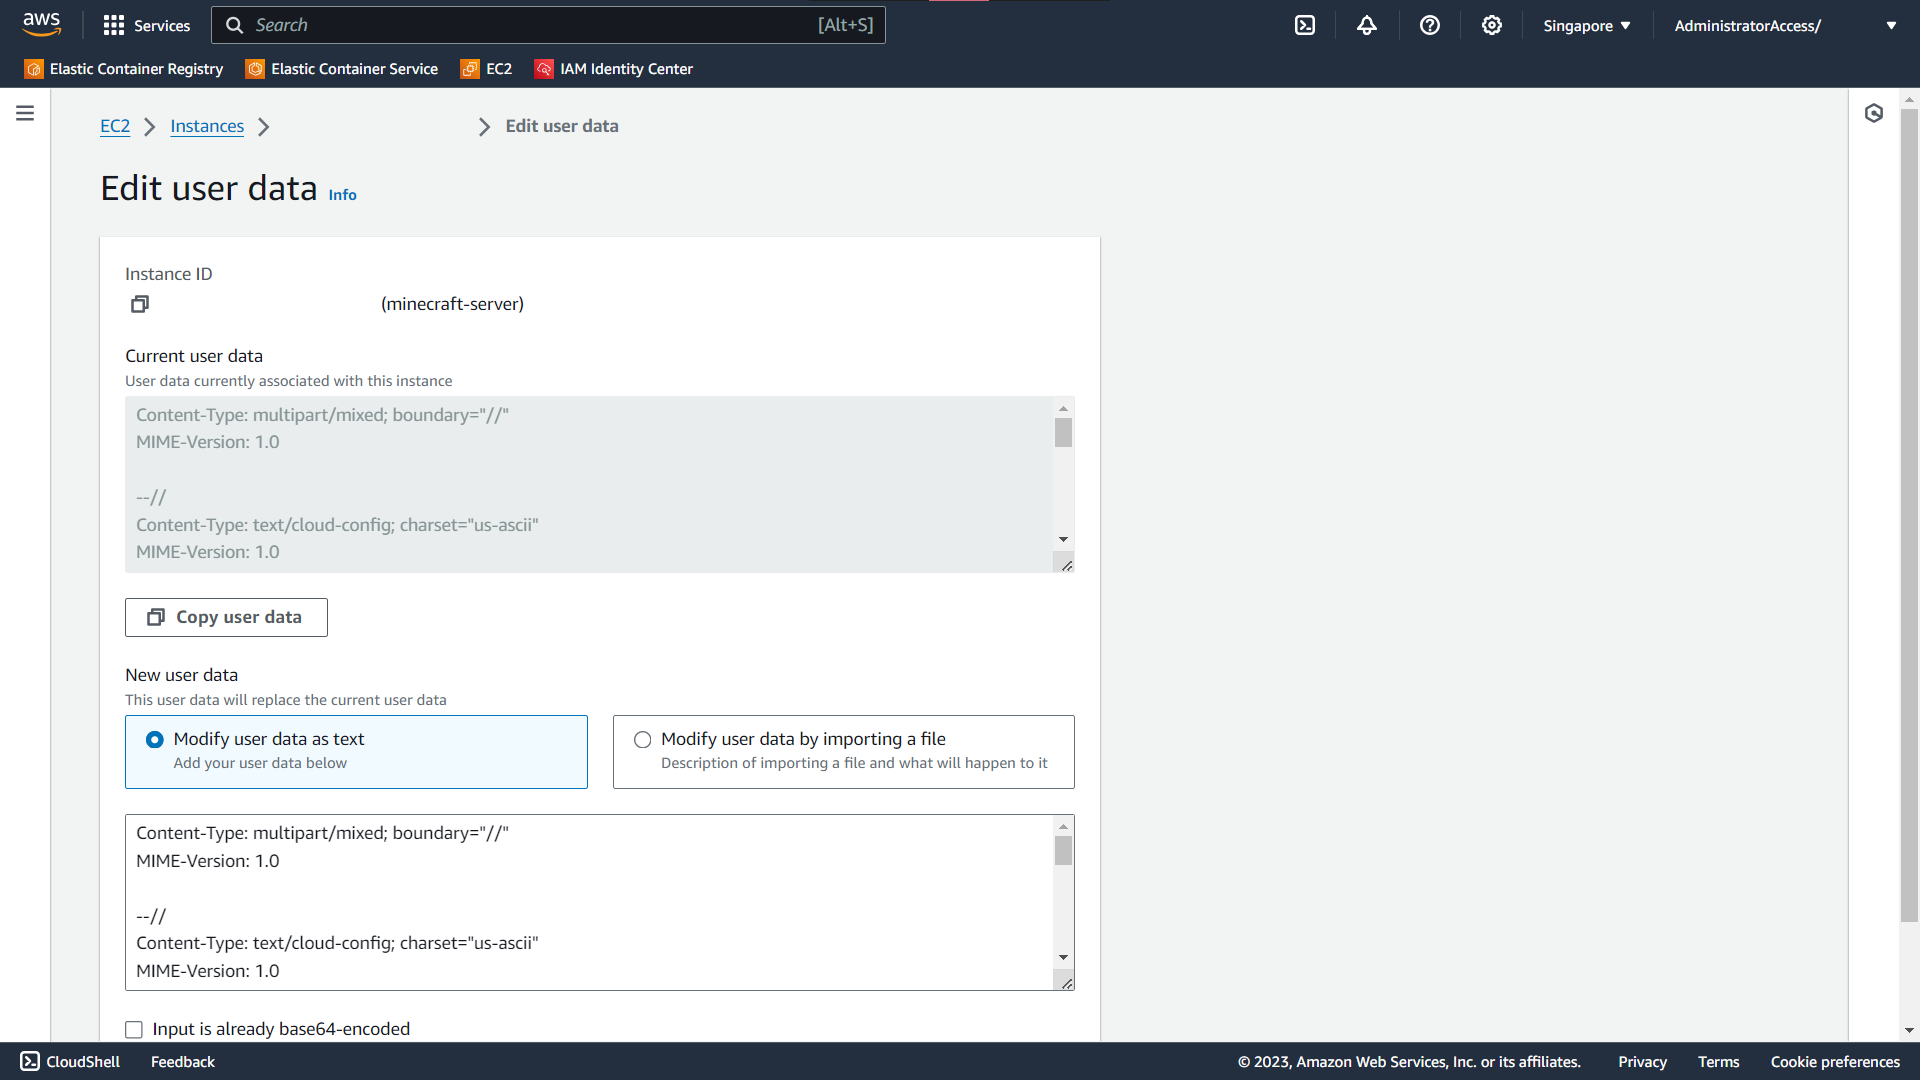 aws
Services
Search
[Alt+S]
Singapore
AdministratorAccess/
Elastic Container Registry
Elastic Container Service
EC2
IAM Identity Center
EC2
Instances
Edit user data
Edit user data
Info
Instance ID
(minecraft-server)
Current user data
User data currently associated with this instance
Content-Type: multipart/mixed; boundary="//"
MIME-Version: 1.0
--//
Content-Type: text/cloud-config; charset="us-ascii"
MIME-Version: 1.0
Copy user data
New user data
This user data will replace the current user data
Modify user data as text
Add your user data below
Modify user data by importing a file
Description of importing a file and what will happen to it
Content-Type: multipart/mixed; boundary="//"
MIME-Version: 1.0
--//
Content-Type: text/cloud-config; charset="us-ascii"
MIME-Version: 1.0
Input is already base64-encoded
CloudShell
Feedback
© 2023, Amazon Web Services, Inc. or its affiliates.
Privacy
Terms
Cookie preferences